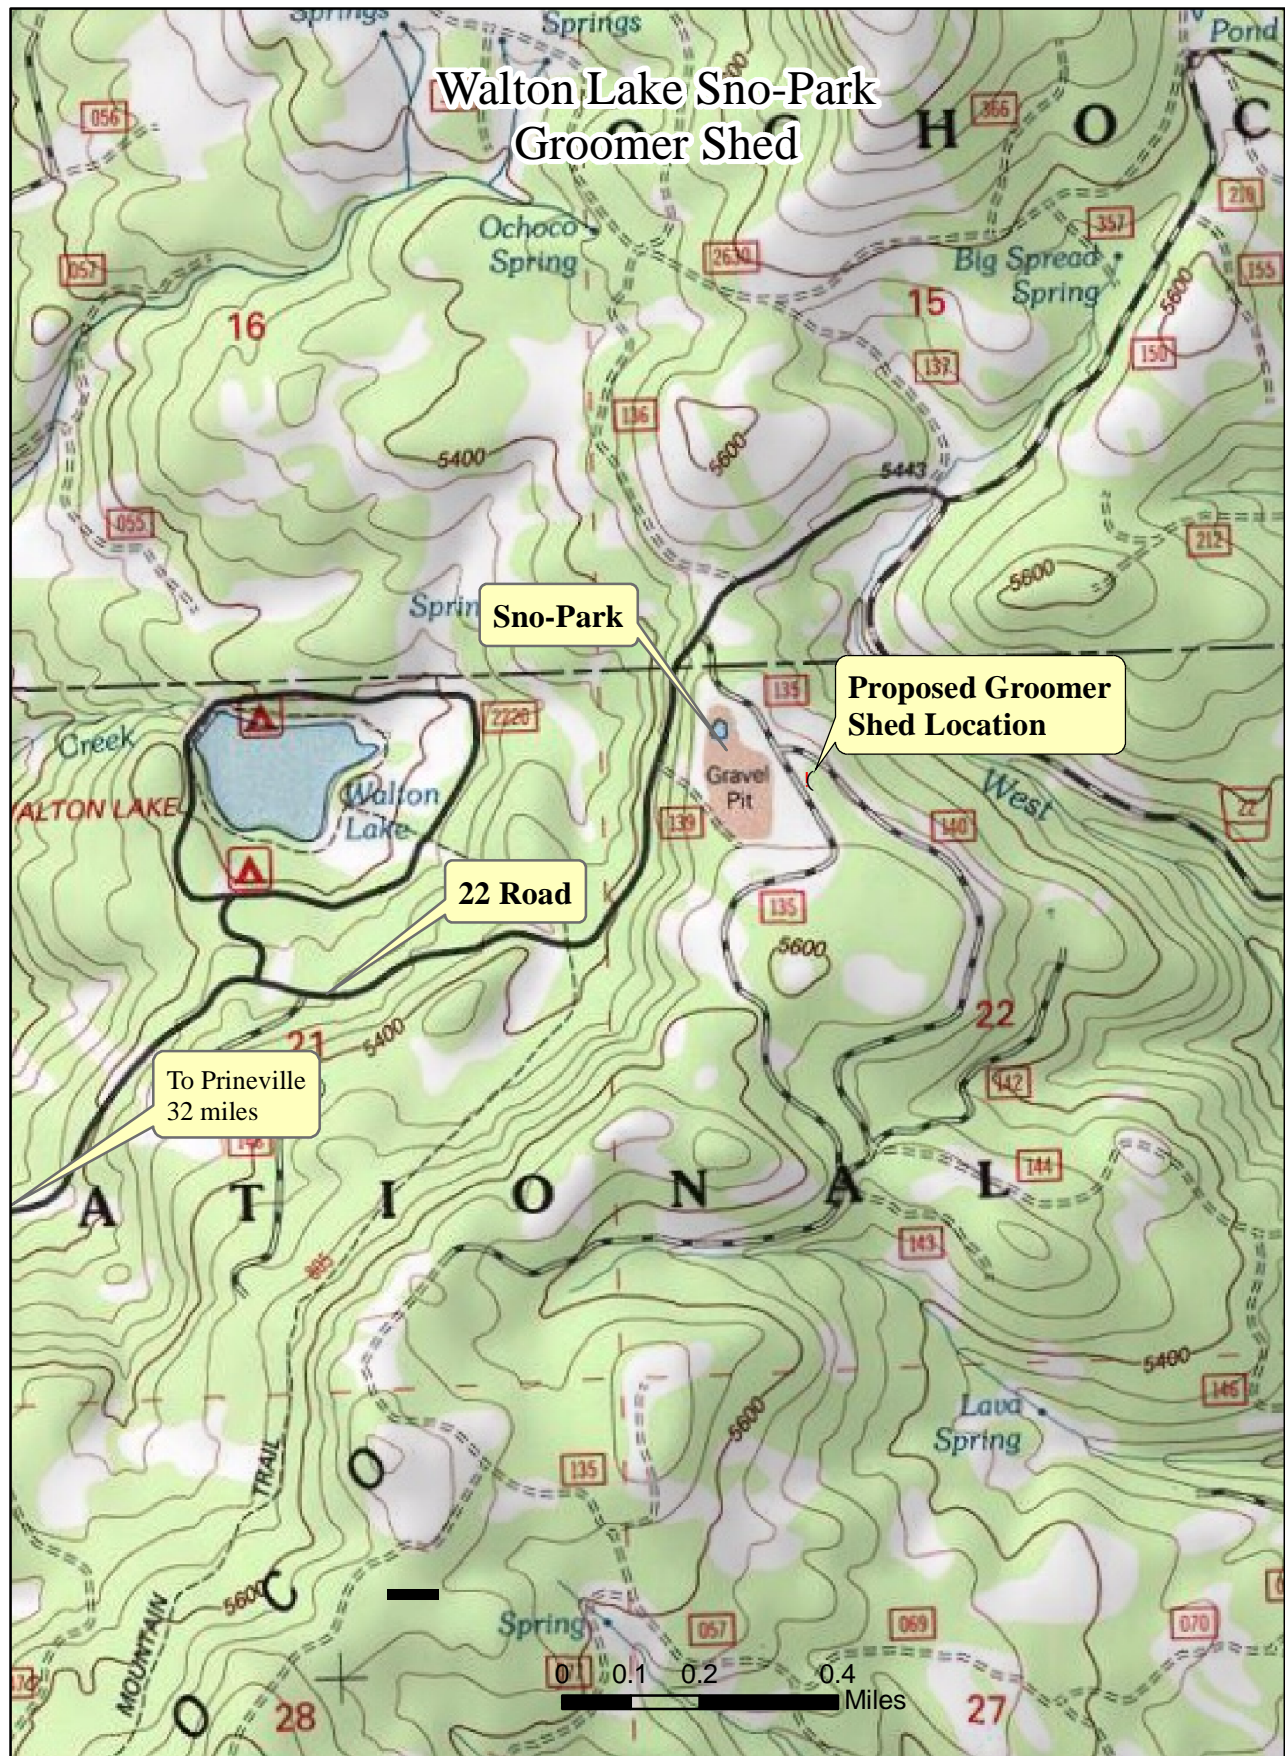 Springs
Springs
Pond
Walton Lake Sno-Park
Groomer Shed
056
366
H O C
210
357
Ochoco
Spring
2630
Big Spread
Spring
057
155
5600
16
15
150
137
136
5600
5400
5443
055
212
5600
Sno-Park
135
Proposed Groomer
Shed Location
2220
Creek
Gravel
Pit
West
Walton
Lake
WALTON LAKE
139
140
22
22 Road
135
5600
21
5400
22
To Prineville
32 miles
142
144
A T I O N A L
143
805
5400
146
Lava
Spring
5600
TRAIL
135
O
C
O
5600
MOUNTAIN
Spring
057
069
070
071
0 0.1 0.2 0.4
Miles
28
27